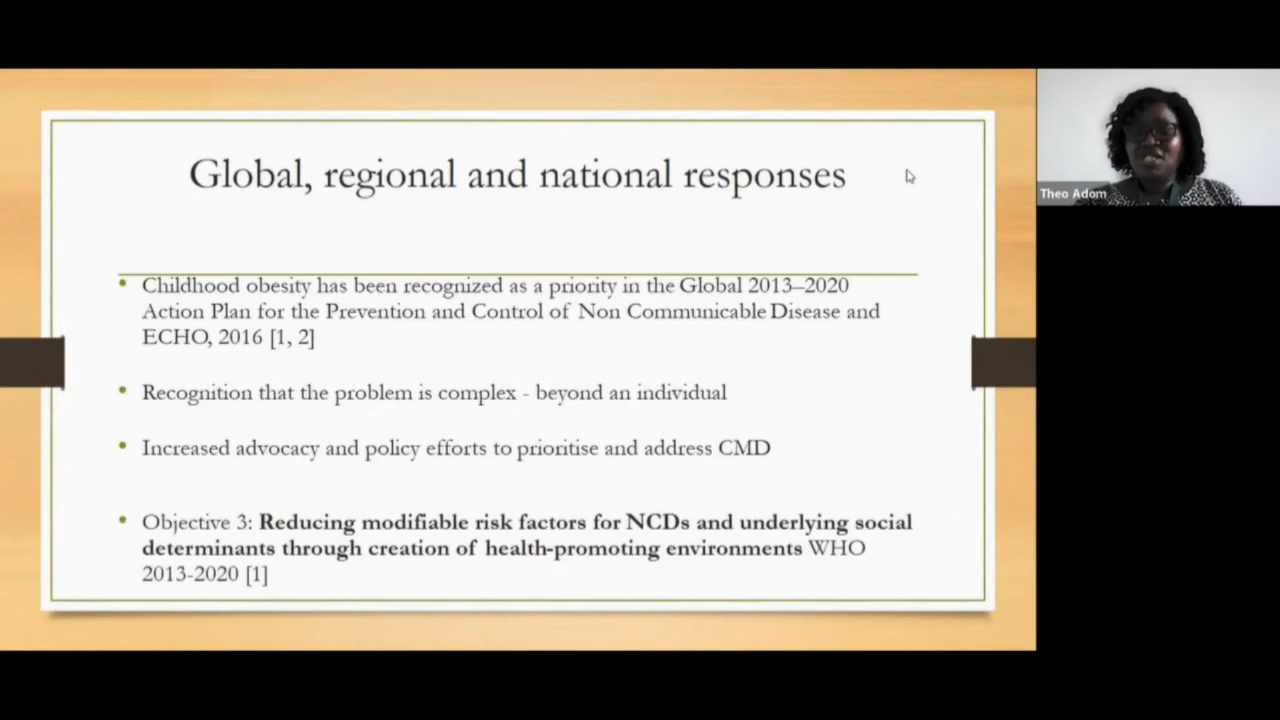 Global, regional and national responses
Theo Adom
• Childhood obesity has been recognized as a priority in the Global 2013–2020
Action Plan for the Prevention and Control of Non Communicable Disease and
ECHO, 2016 [1, 2]
• Recognition that the problem is complex - beyond an individual
• Increased advocacy and policy efforts to prioritise and address CMD
• Objective 3: Reducing modifiable risk factors for NCDs and underlying social
determinants through creation of health-promoting environments WHO
2013-2020 [1]